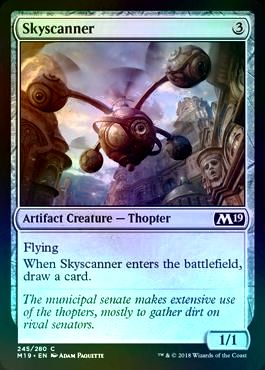 Skyscanner 3
Artifact Creature — Thopter M19
Flying
When Skyscanner enters the battlefield,
draw a card.
The municipal senate makes extensive use
of the thopters, mostly to gather dirt on
rival senators.
1/1
245/280 C
M19 • EN Adam Paquette ™ & © 2018 Wizards of the Coast